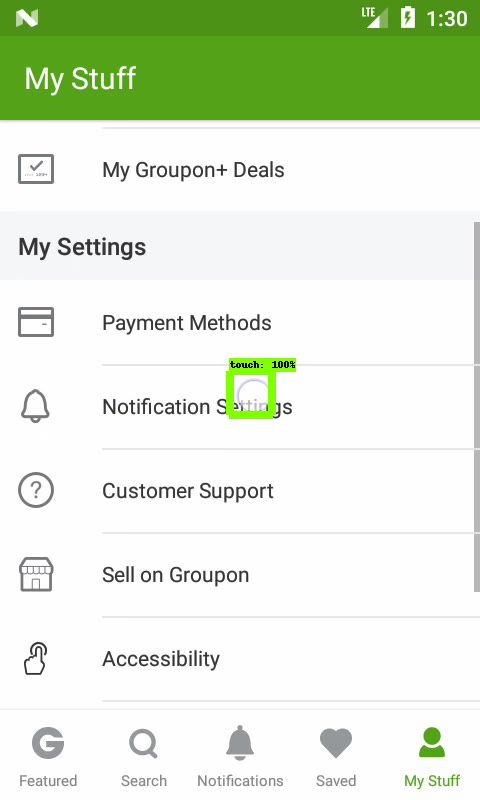 LTE 1:30
My Stuff
My Groupon+ Deals
My Settings
Payment Methods
touch: 100%
Notification Settings
Customer Support
Sell on Groupon
Accessibility
Featured Search Notifications Saved My Stuff